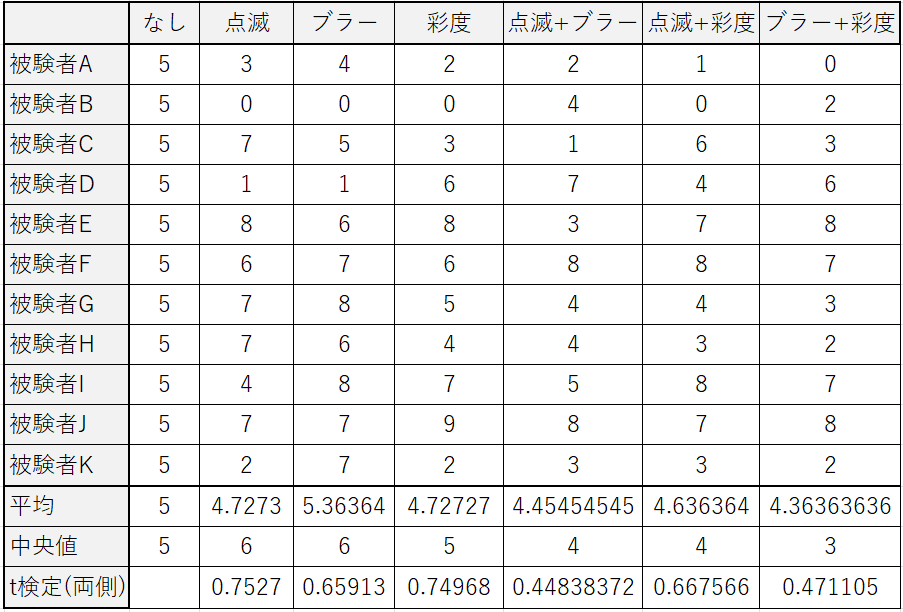 なし 点滅 ブラー 彩度 点滅+ブラー 点滅+彩度 ブラー+彩度
被験者A 5 3 4 2 2 1 0
被験者B 5 0 0 0 4 0 2
被験者C 5 7 5 3 1 6 3
被験者D 5 1 1 6 7 4 6
被験者E 5 8 6 8 3 7 8
被験者F 5 6 7 6 8 8 7
被験者G 5 7 8 5 4 4 3
被験者H 5 7 6 4 4 3 2
被験者I 5 4 8 7 5 8 7
被験者J 5 7 7 9 8 7 8
被験者K 5 2 7 2 3 3 2
平均 5 4.7273 5.36364 4.72727 4.45454545 4.636364 4.36363636
中央値 5 6 6 5 4 4 3
t検定(両側) 0.7527 0.65913 0.74968 0.44838372 0.667566 0.471105